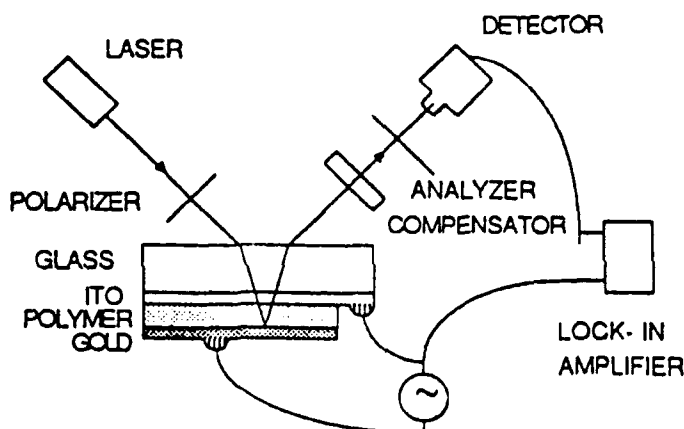 DETECTOR
LASER
POLARIZER
ANALYZER
COMPENSATOR
GLASS
ITO
POLYMER
GOLD
LOCK-IN
AMPLIFIER
~